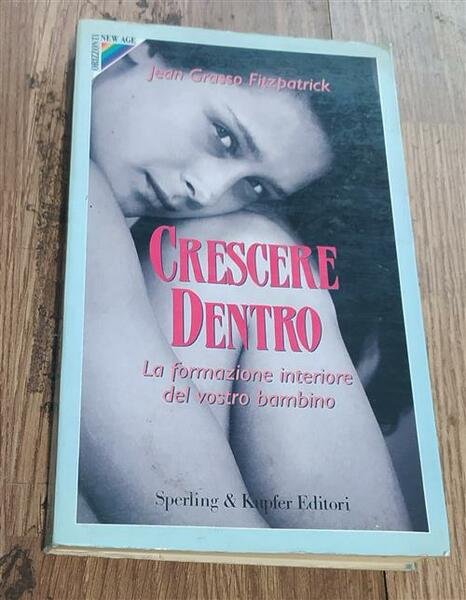 ORIZZONTI
NEW AGE
Jean Grasso Fitzpatrick
CRESCERE
DENTRO
La formazione interiore
del vostro bambino
Sperling & Kupfer Editori